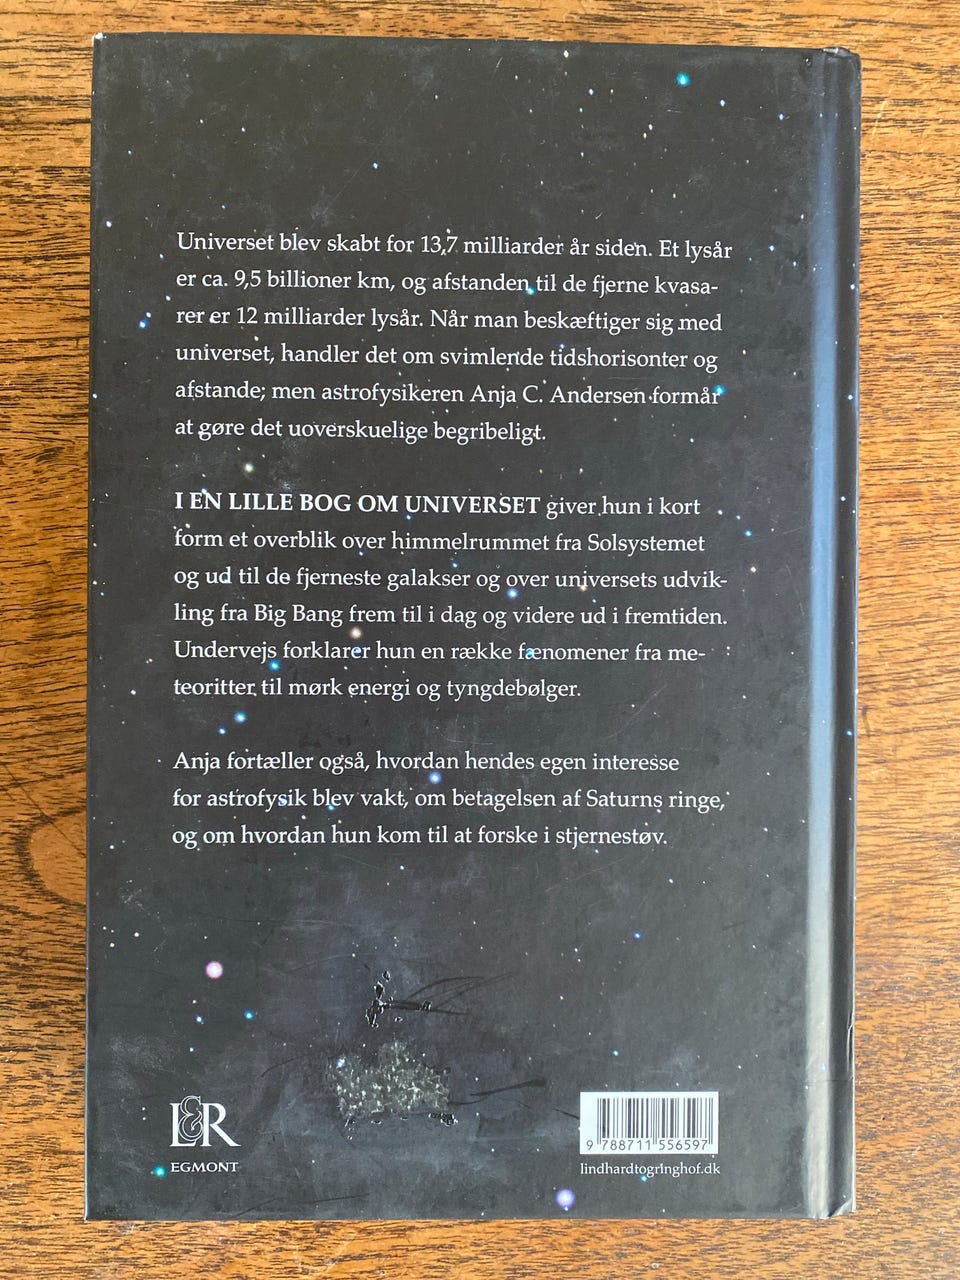 Universet blev skabt for 13,7 milliarder år siden. Et lysår
er ca. 9,5 billioner km, og afstanden til de fjerne kvasa-
rer er 12 milliarder lysår. Når man beskæftiger sig med
universet, handler det om svimlende tidshorisonter og
afstande; men astrofysikeren Anja C. Andersen formår
at gøre det uoverskuelige begribeligt.
I EN LILLE BOG OM UNIVERSET giver hun i kort
form et overblik over himmelrummet fra Solsystemet
og ud til de fjerneste galakser og over universets udvik-
ling fra Big Bang frem til i dag og videre ud i fremtiden.
Undervejs forklarer hun en række fænomener fra me-
teoritter til mørk energi og tyngdebølger.
Anja fortæller også, hvordan hendes egen interesse
for astrofysik blev vakt, om betagelsen af Saturns ringe,
og om hvordan hun kom til at forske i stjernestøv.
L&R
EGMONT
9 788711 556597
lindhardtogringhof.dk